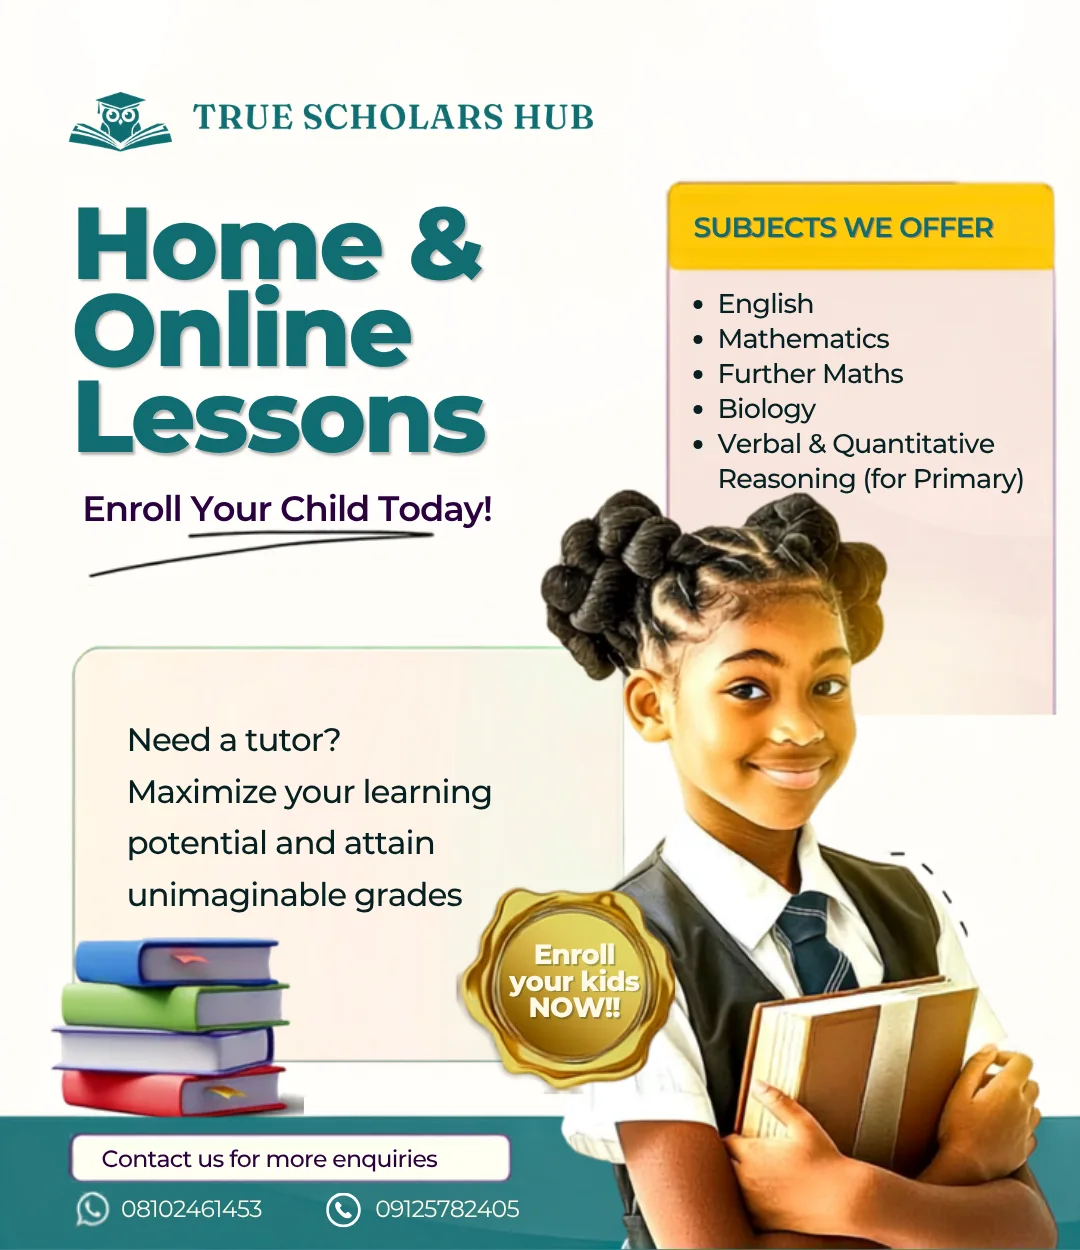 TRUE SCHOLARS HUB
Home &
Online
Lessons
Enroll Your Child Today!
SUBJECTS WE OFFER
• English
• Mathematics
• Further Maths
• Biology
• Verbal & Quantitative
Reasoning (for Primary)
Need a tutor?
Maximize your learning
potential and attain
unimaginable grades
Enroll
your kids
NOW!!
Contact us for more enquiries
08102461453
09125782405